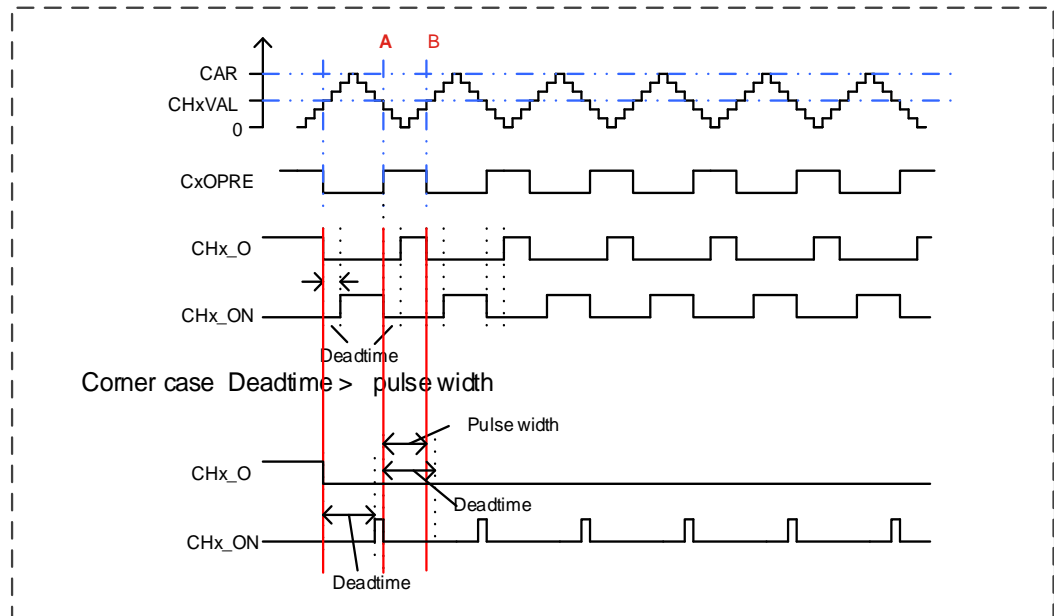 A B
CAR
CHxVAL
0
CxOPRE
CHx_O
CHx_ON
Deadtime
Corner case Deadtime > pulse width
Pulse width
CHx_O
Deadtime
CHx_ON
Deadtime